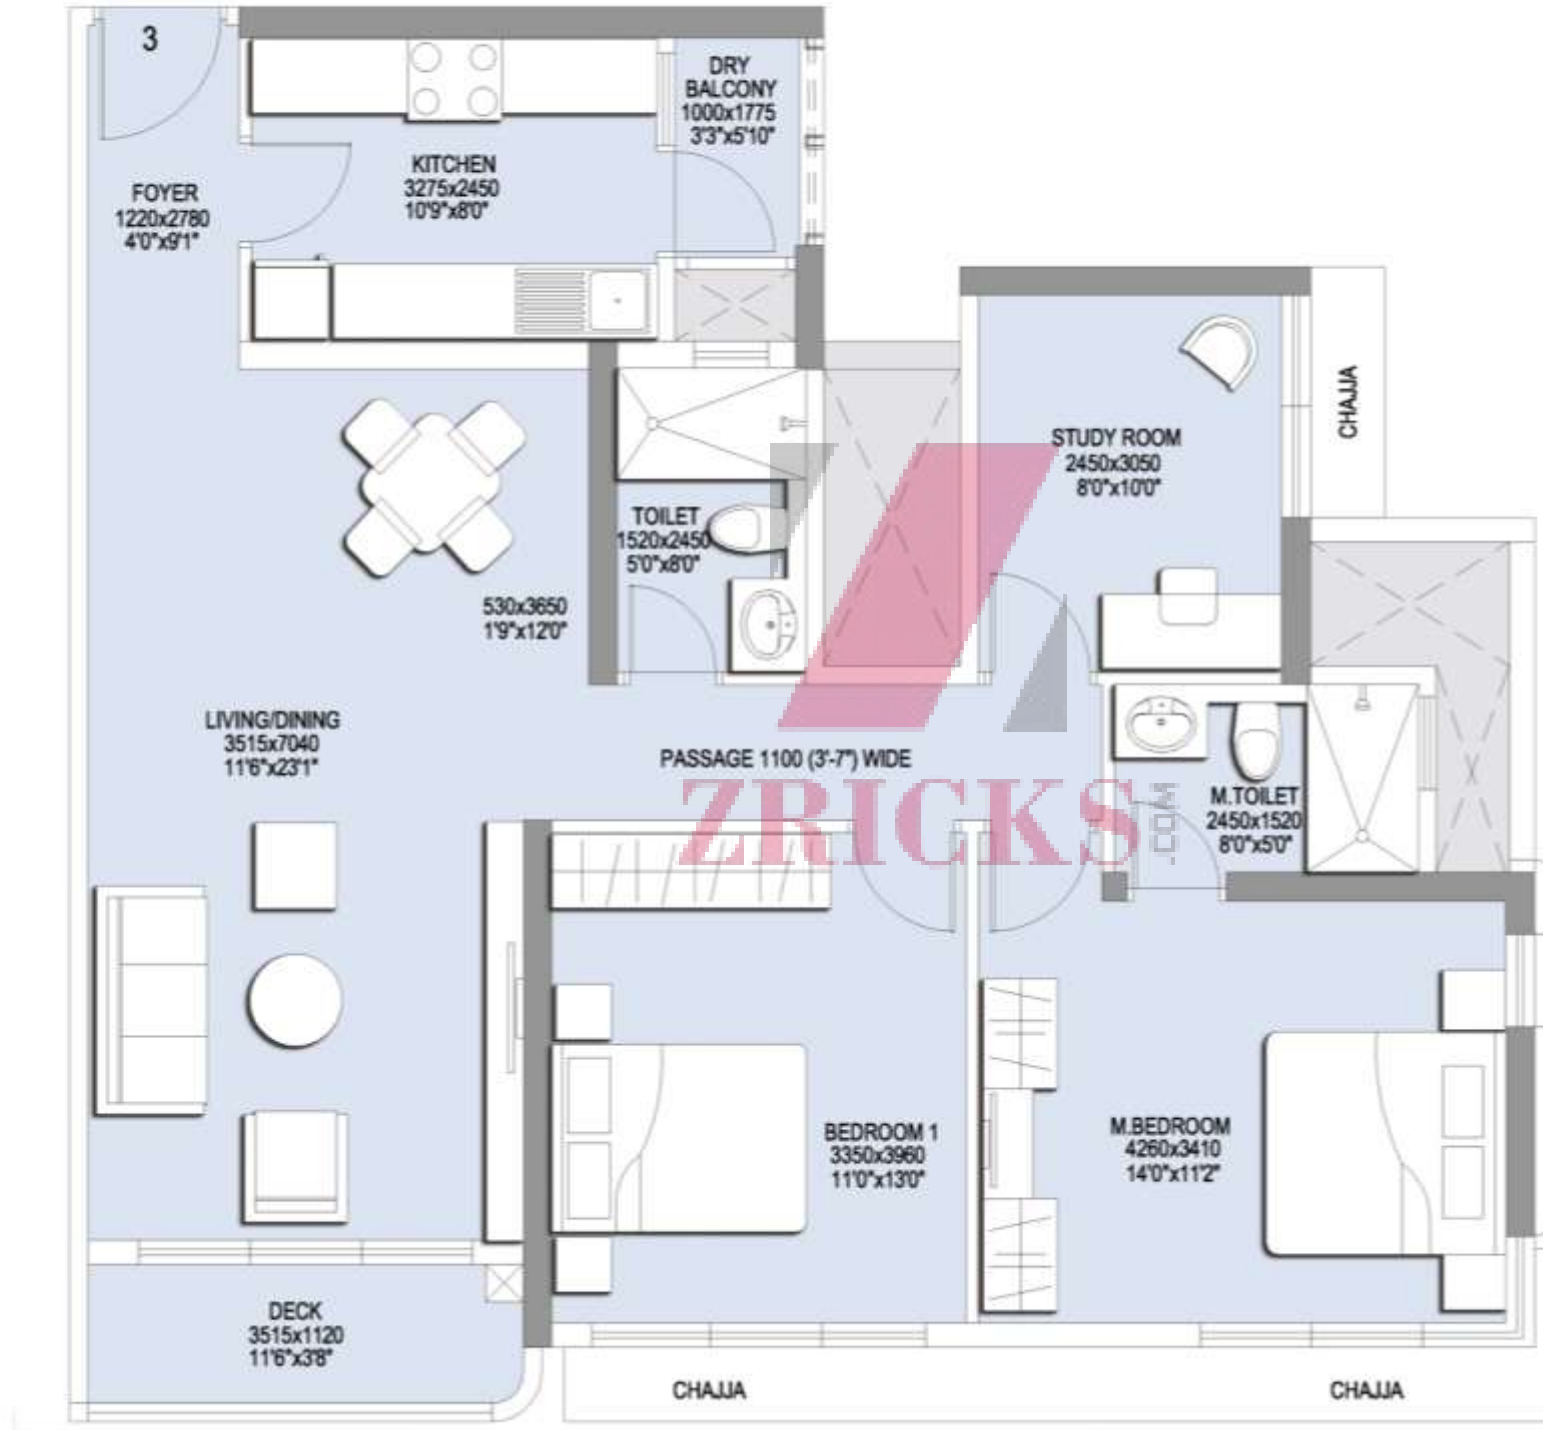 3
DRY
BALCONY
1000x1775
3'3"x5'10"
KITCHEN
3275x2450
10'9"x8'0"
FOYER
1220x2780
4'0"x9'1"
STUDY ROOM
2450x3050
8'0"x10'0"
CHAJJA
TOILET
1520x2450
5'0"x8'0"
530x3650
1'9"x12'0"
LIVING/DINING
3515x7040
11'6"x23'1"
PASSAGE 1100 (3'-7") WIDE
ZRICKS
.COM
M.TOILET
2450x1520
8'0"x5'0"
BEDROOM 1
3350x3960
11'0"x13'0"
M.BEDROOM
4260x3410
14'0"x11'2"
DECK
3515x1120
11'6"x3'8"
CHAJJA
CHAJJA